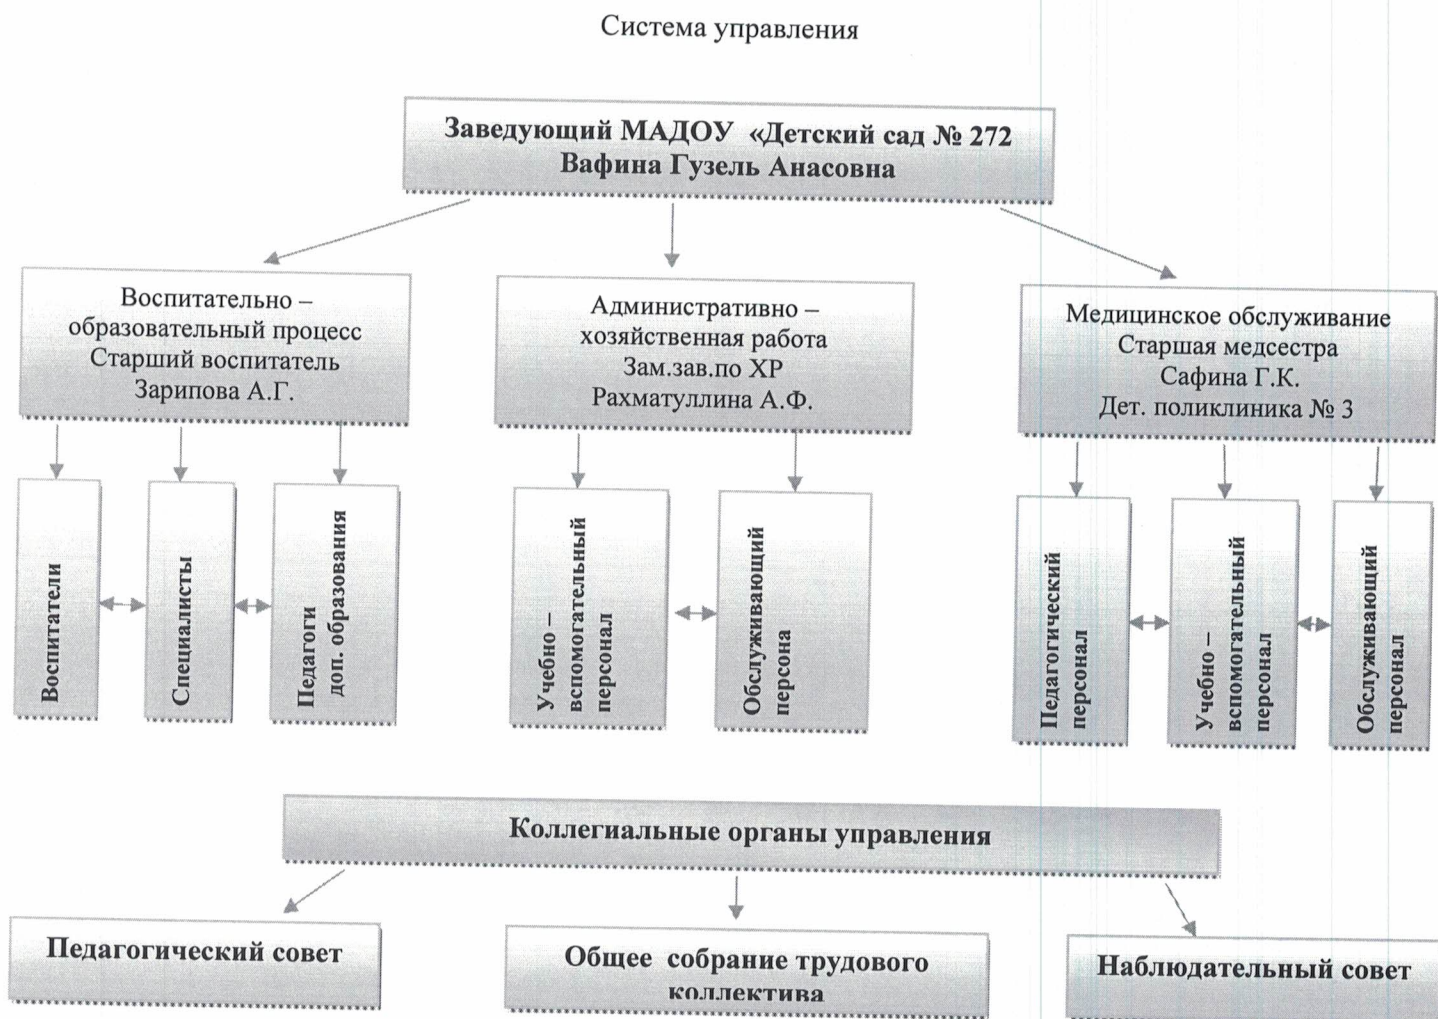 Система управления
Заведующий МАДОУ «Детский сад № 272
Вафина Гузель Анасовна
Воспитательно –
образовательный процесс
Старший воспитатель
Зарипова А.Г.
Административно –
хозяйственная работа
Зам.зав.по ХР
Рахматуллина А.Ф.
Медицинское обслуживание
Старшая медсестра
Сафина Г.К.
Дет. поликлиника № 3
Воспитатели
Специалисты
Педагоги
доп. образования
Учебно –
вспомогательный
персонал
Обслуживающий
персона
Педагогический
персонал
Учебно –
вспомогательный
персонал
Обслуживающий
персонал
Коллегиальные органы управления
Педагогический совет
Общее собрание трудового
коллектива
Наблюдательный совет